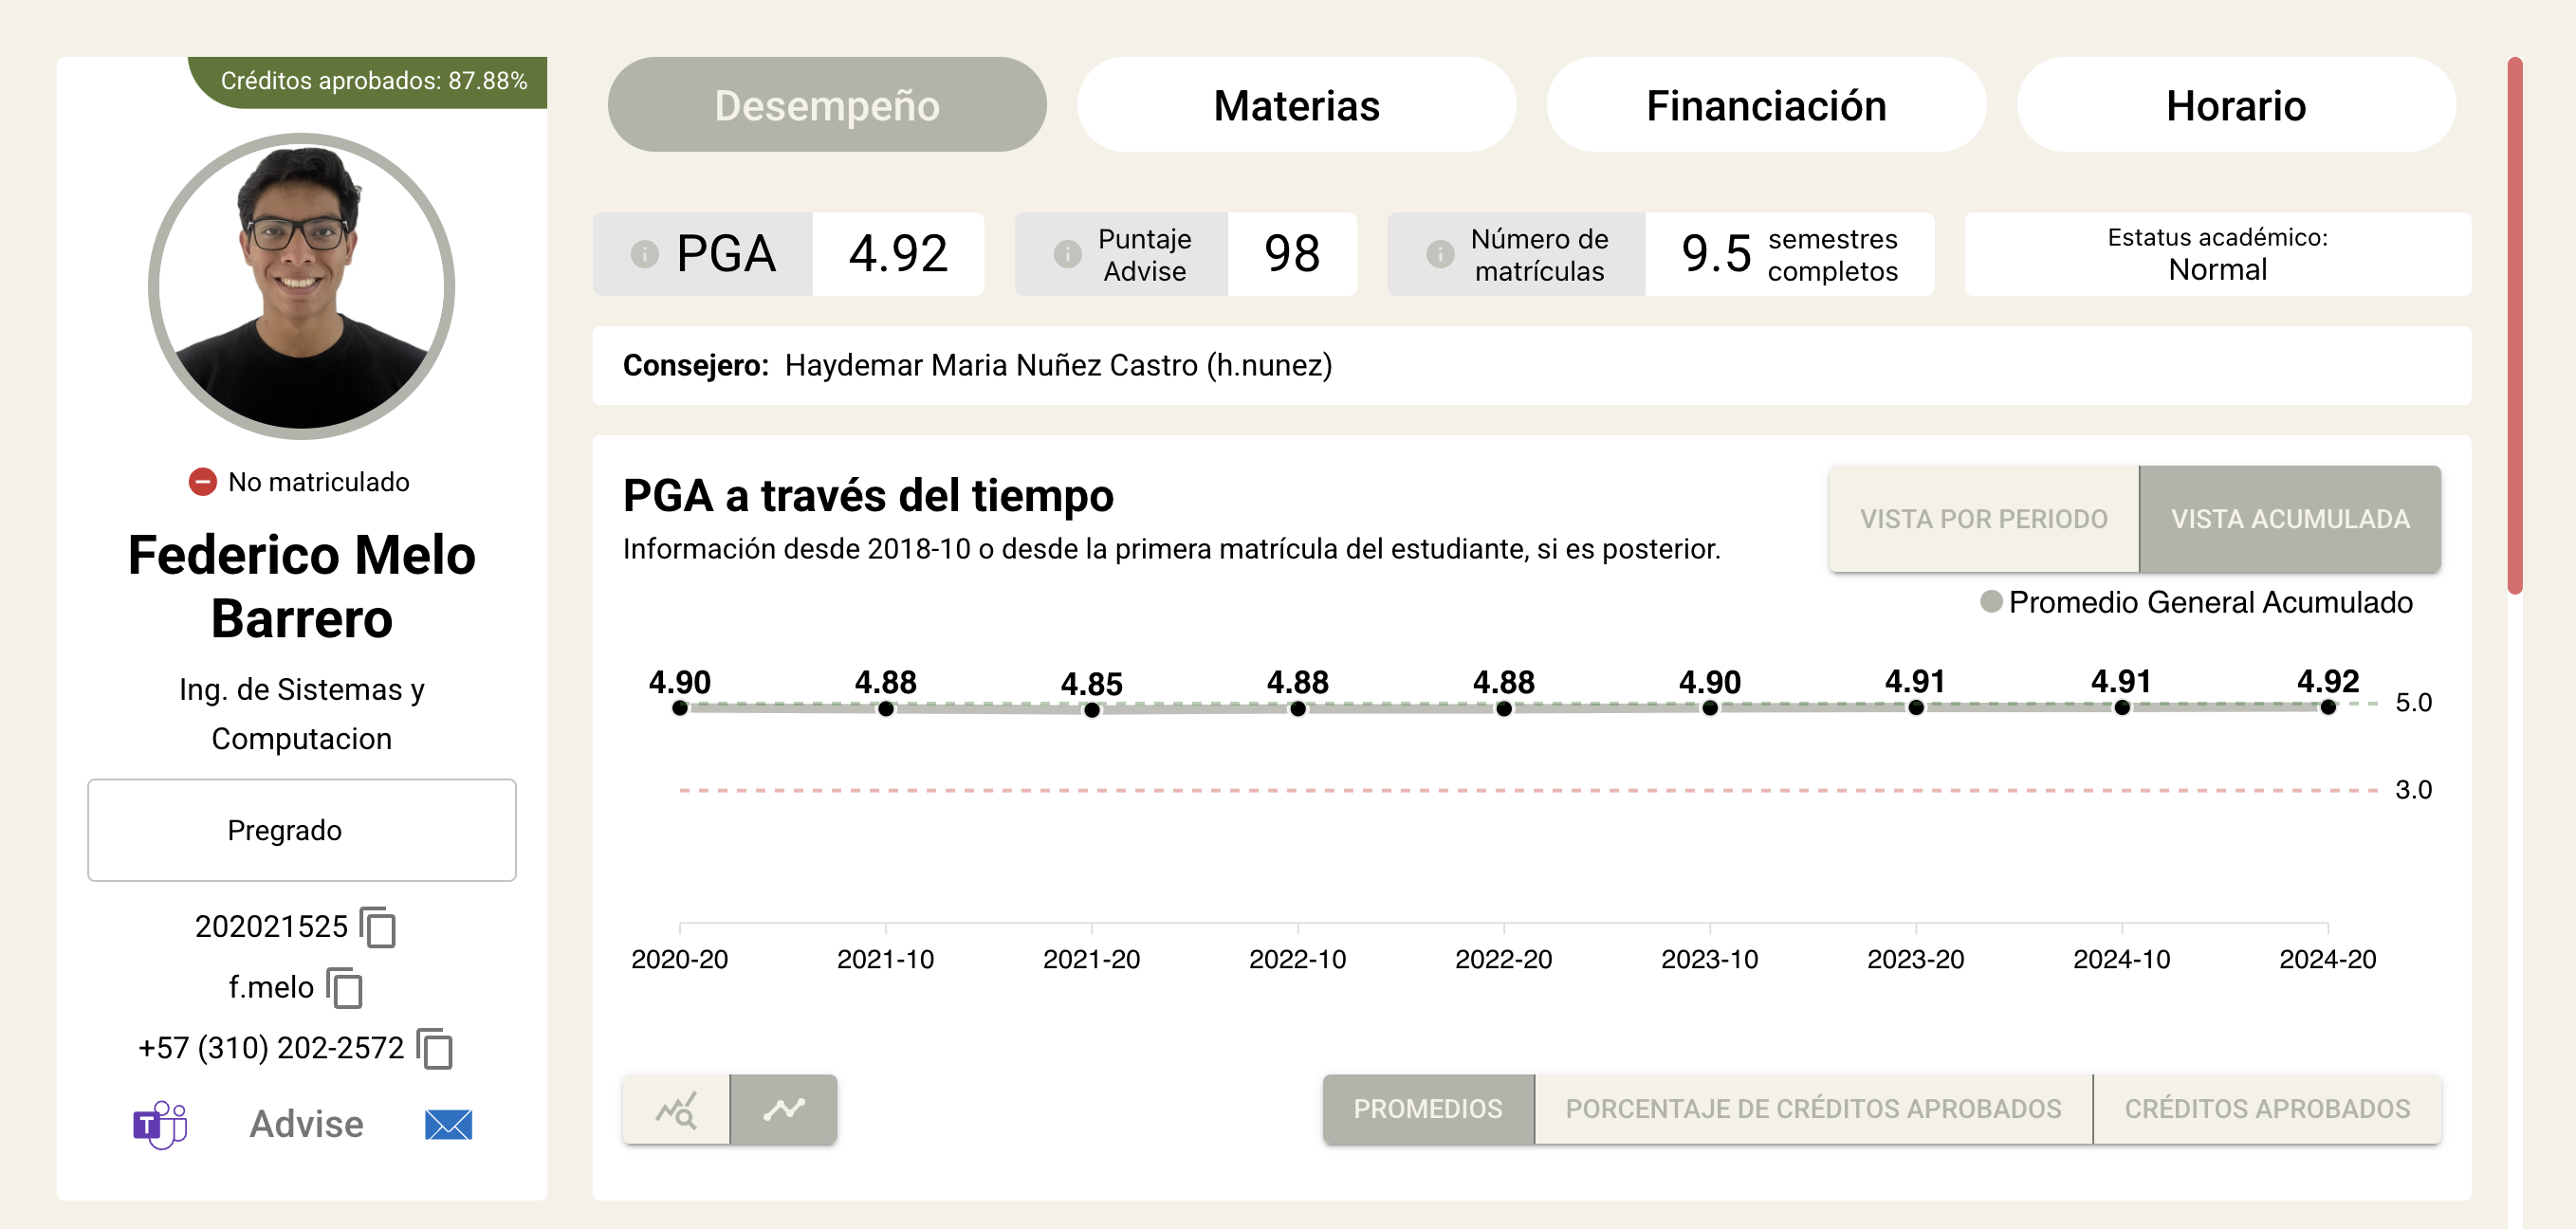 Créditos aprobados: 87.88%
No matriculado
Federico Melo
Barrero
Ing. de Sistemas y
Computacion
Pregrado
202021525
f.melo
+57 (310) 202-2572
T
Advise
Desempeño
Materias
Financiación
Horario
PGA
4.92
Puntaje
Advise
98
Número de
matrículas
9.5
semestres
completos
Estatus académico:
Normal
Consejero: Haydemar Maria Nuñez Castro (h.nunez)
PGA a través del tiempo
Información desde 2018-10 o desde la primera matrícula del estudiante, si es posterior.
VISTA POR PERIODO
VISTA ACUMULADA
Promedio General Acumulado
4.90 4.88 4.85 4.88 4.88 4.90 4.91 4.91 4.92
5.0
3.0
2020-20 2021-10 2021-20 2022-10 2022-20 2023-10 2023-20 2024-10 2024-20
PROMEDIOS
PORCENTAJE DE CRÉDITOS APROBADOS
CRÉDITOS APROBADOS